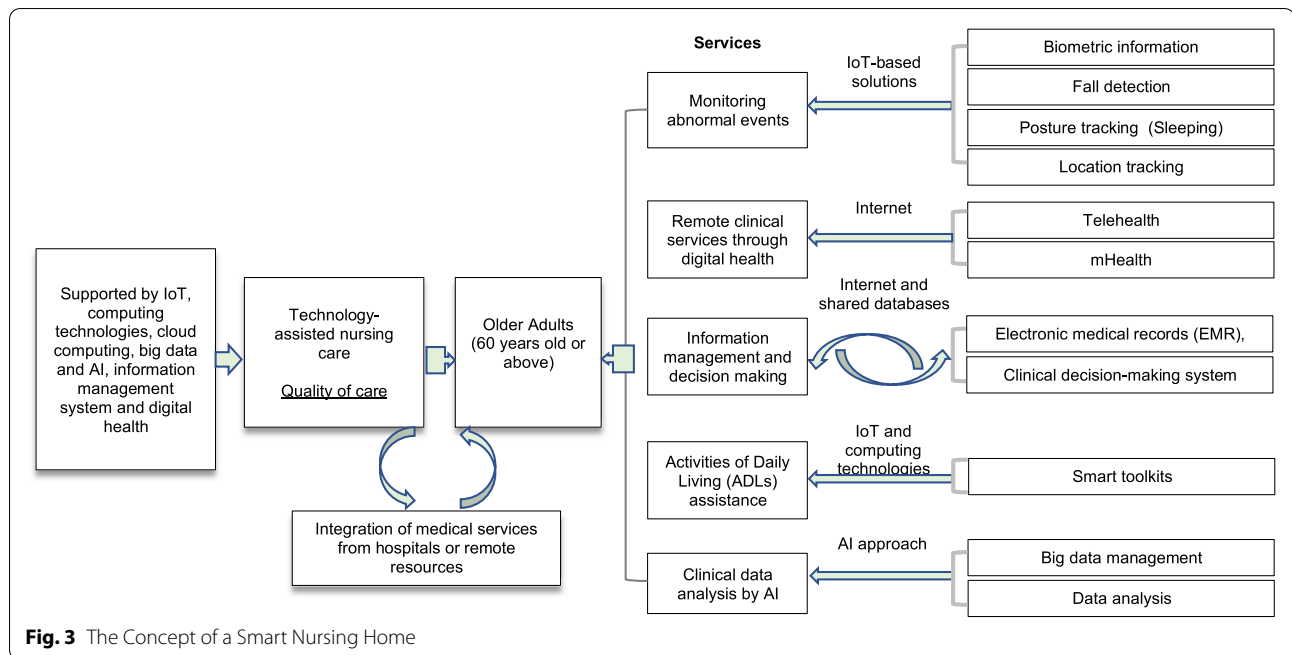 Supported by IoT,
computing
technologies, cloud
computing, big data
and AI, information
management
system and digital
health
Technology-
assisted nursing
care
Quality of care
Older Adults
(60 years old or
above)
Integration of medical services
from hospitals or remote
resources
Services
Monitoring
abnormal events
IoT-based
solutions
Biometric information
Fall detection
Posture tracking (Sleeping)
Location tracking
Remote clinical
services through
digital health
Internet
Telehealth
mHealth
Information
management and
decision making
Internet and
shared databases
Electronic medical records (EMR),
Clinical decision-making system
Activities of Daily
Living (ADLs)
assistance
IoT and
computing
technologies
Smart toolkits
Clinical data
analysis by AI
AI approach
Big data management
Data analysis
Fig. 3 The Concept of a Smart Nursing Home